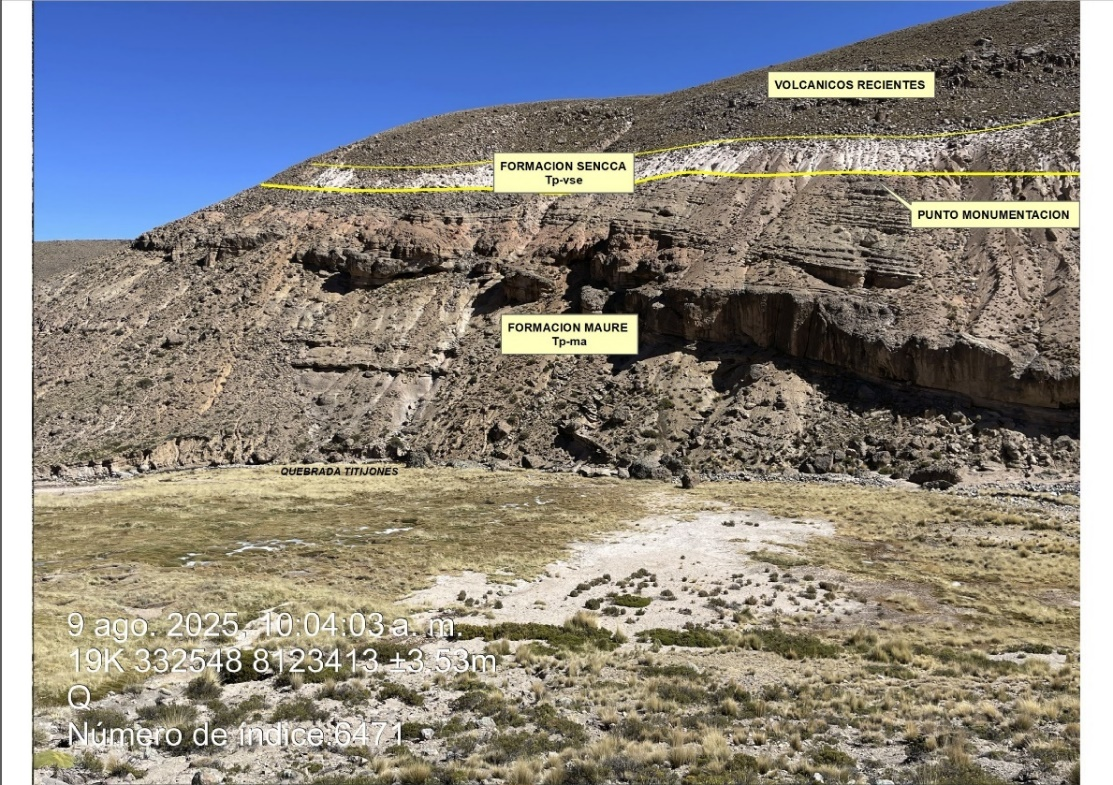 VOLCANICOS RECIENTES
FORMACION SENCCA
Tp-vse
PUNTO MONUMENTACION
FORMACION MAURE
Tp-ma
QUEBRADA TITIJONES
9 ago. 2025, 10:04:03 a. m.
19K 332548 8123413 ±3.53m
Q
Número de índice:6471